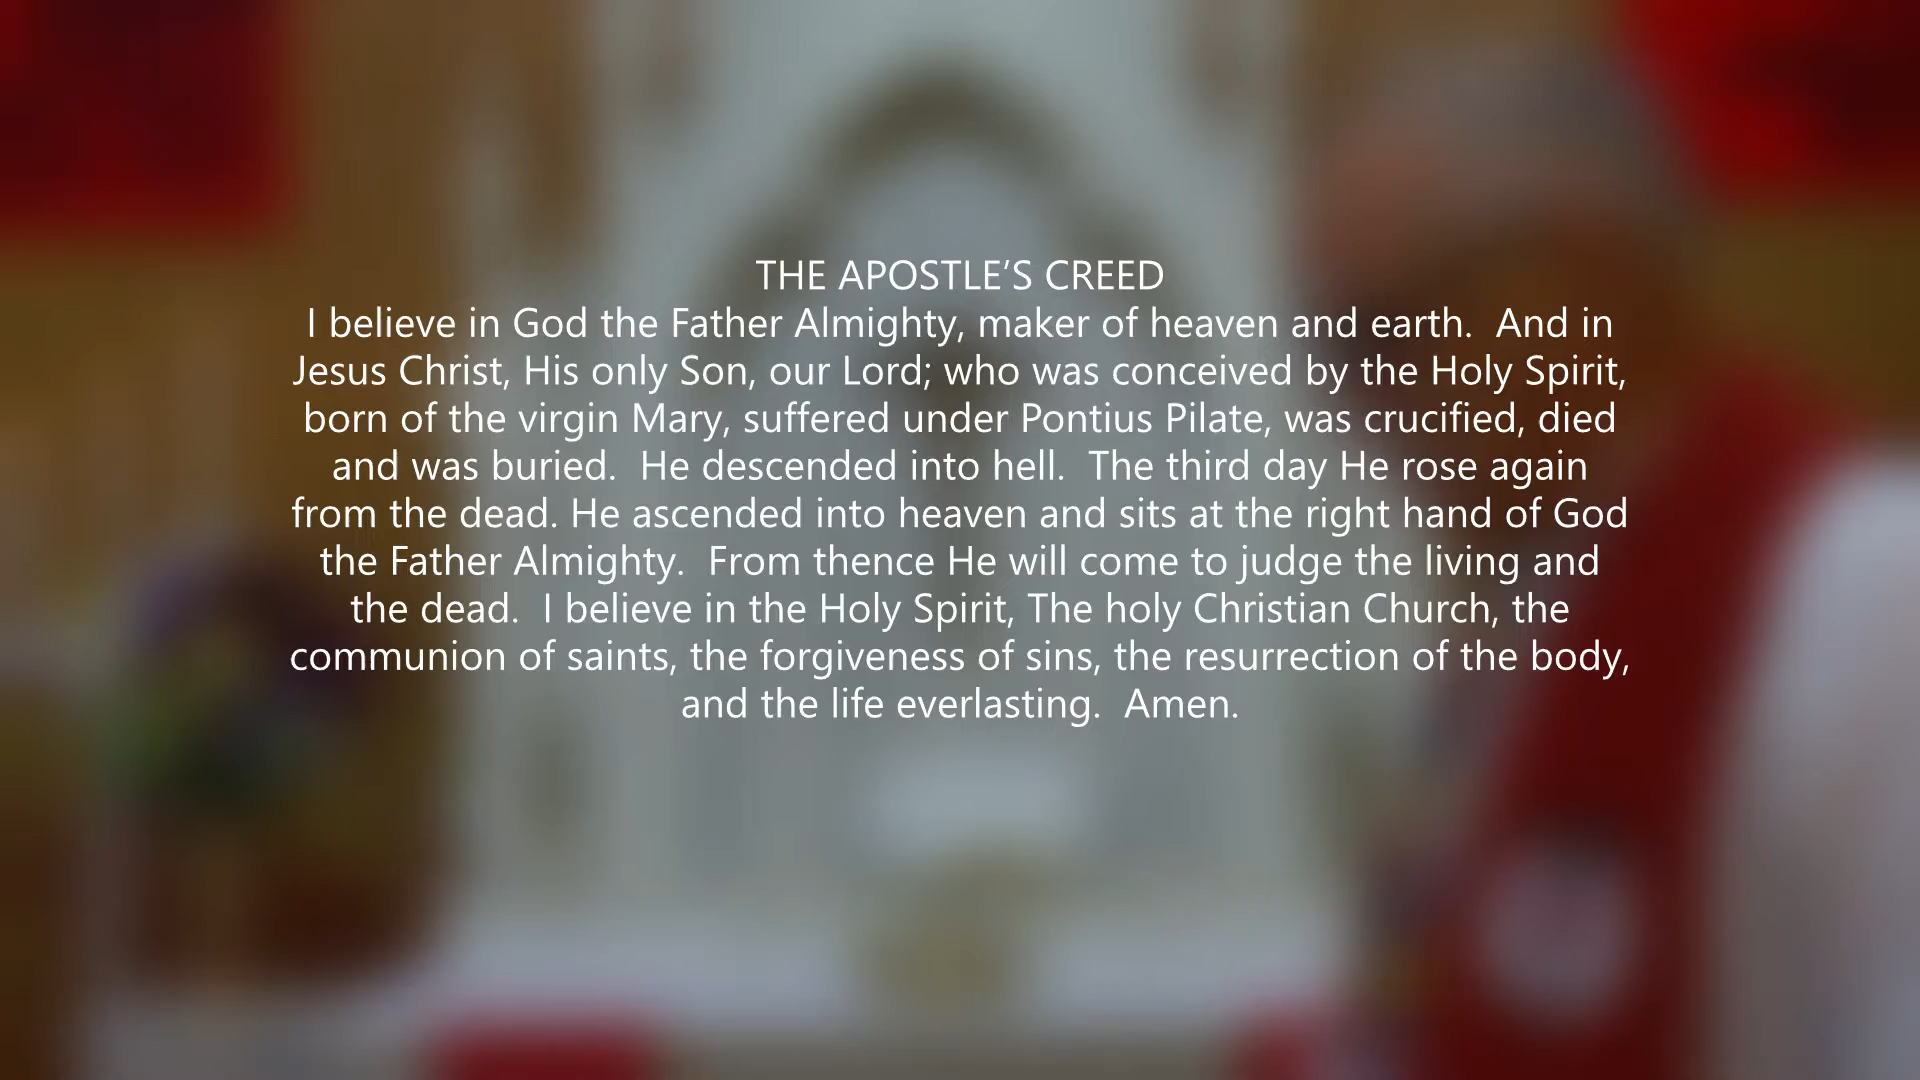 THE APOSTLE’S CREED
I believe in God the Father Almighty, maker of heaven and earth.  And in
Jesus Christ, His only Son, our Lord; who was conceived by the Holy Spirit,
born of the virgin Mary, suffered under Pontius Pilate, was crucified, died
and was buried.  He descended into hell.  The third day He rose again
from the dead. He ascended into heaven and sits at the right hand of God
the Father Almighty.  From thence He will come to judge the living and
the dead.  I believe in the Holy Spirit, The holy Christian Church, the
communion of saints, the forgiveness of sins, the resurrection of the body,
and the life everlasting.  Amen.